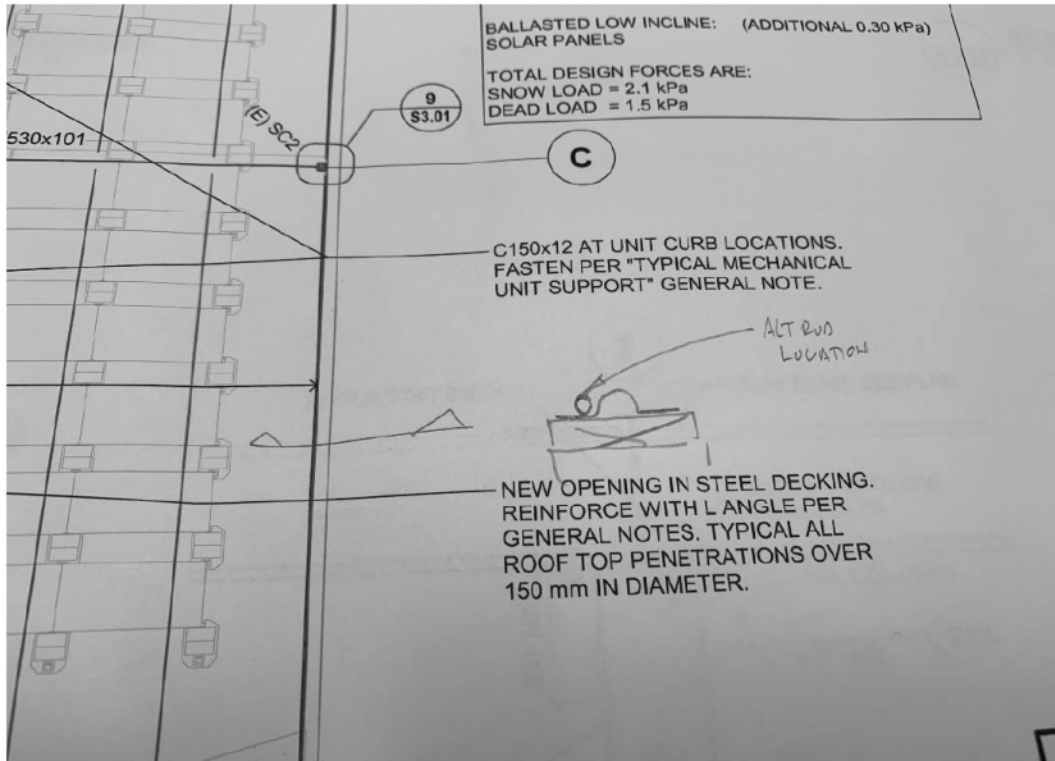 BALLASTED LOW INCLINE: (ADDITIONAL 0.30 kPa)
SOLAR PANELS
TOTAL DESIGN FORCES ARE:
SNOW LOAD = 2.1 kPa
DEAD LOAD = 1.5 kPa
9
S3.01
(E) SC2
530x101
C
C150x12 AT UNIT CURB LOCATIONS.
FASTEN PER "TYPICAL MECHANICAL
UNIT SUPPORT" GENERAL NOTE.
ALT ROD
LOCATION
NEW OPENING IN STEEL DECKING.
REINFORCE WITH L ANGLE PER
GENERAL NOTES. TYPICAL ALL
ROOF TOP PENETRATIONS OVER
150 mm IN DIAMETER.